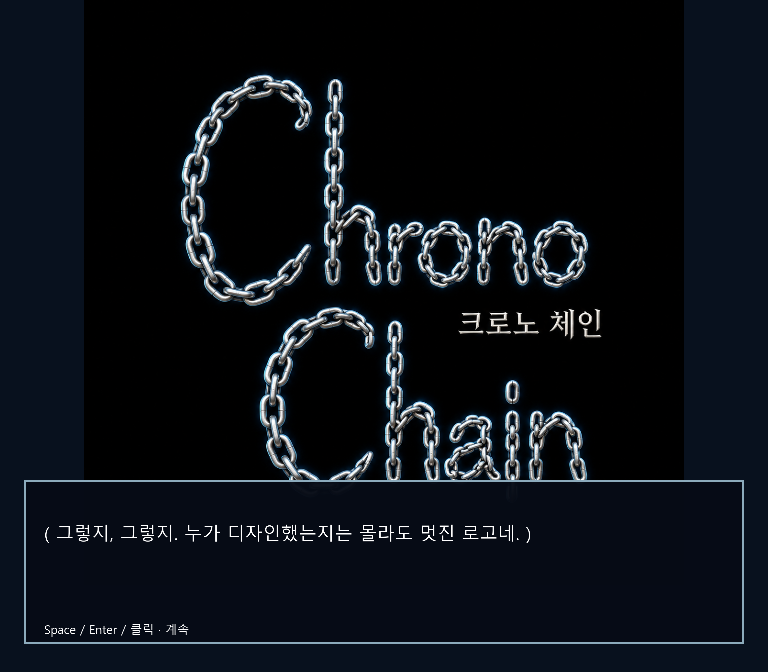 Chrono
크로노 체인
Chain
( 그렇지, 그렇지. 누가 디자인했는지는 몰라도 멋진 로고네. )
Space / Enter / 클릭 · 계속